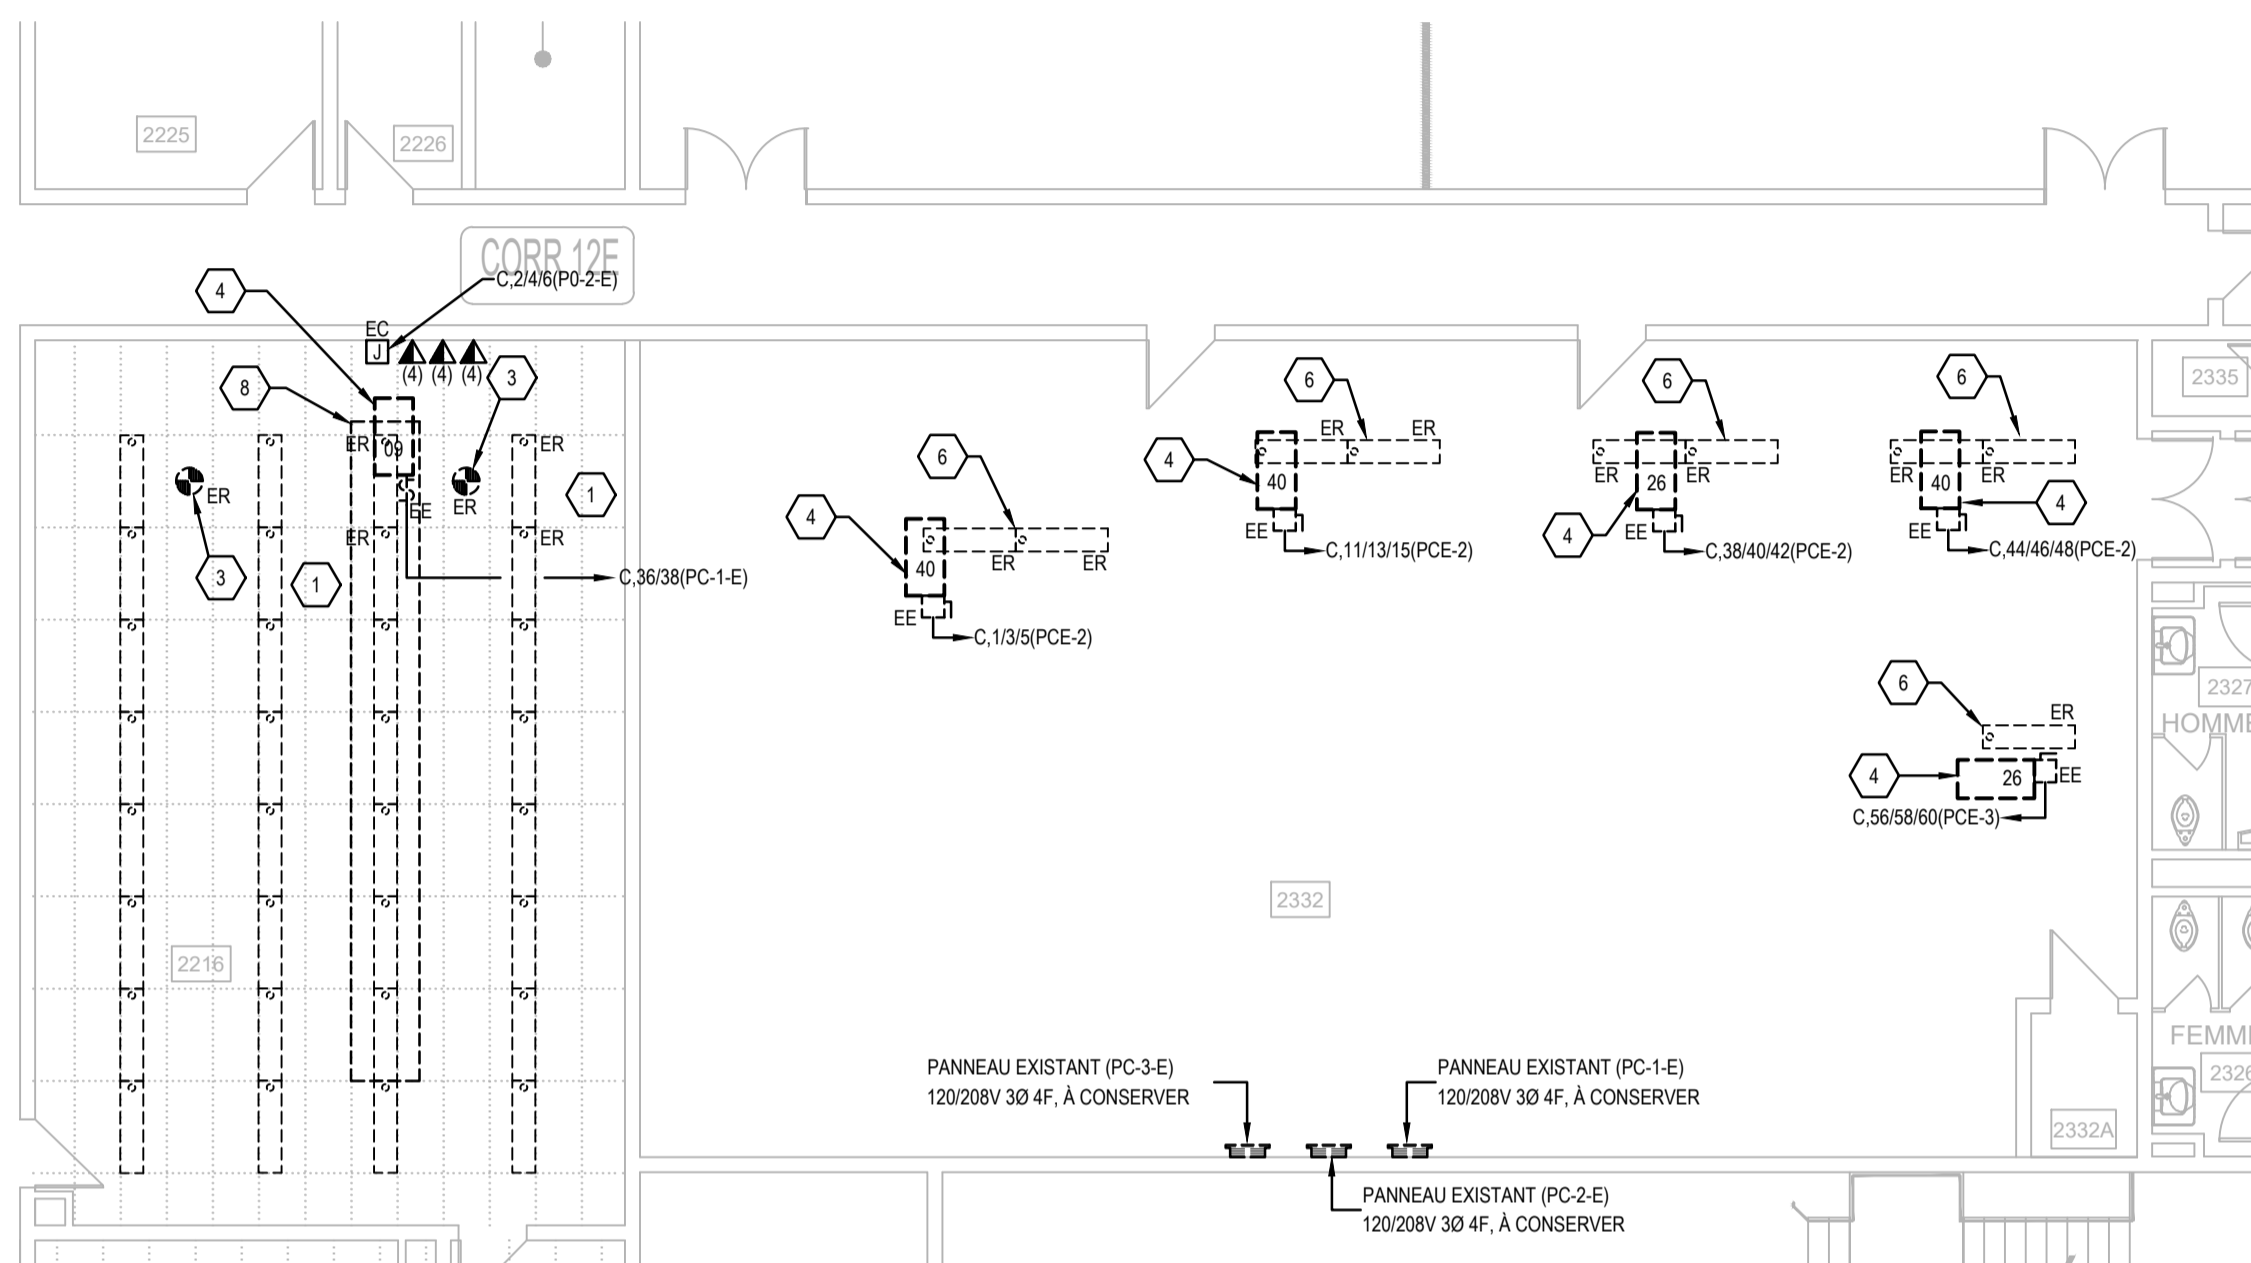 2225
2226
CORR 12E
C,2/4/6(P0-2-E)
4
EC
J
(4) (4) (4)
3
8
ER
09
ER
ER
ER
EE
1
ER
ER
3
1
C,36/38(PC-1-E)
2216
6
4
40
ER
ER
EE
C,1/3/5(PCE-2)
6
ER
ER
4
40
EE
C,11/13/15(PCE-2)
6
ER
ER
26
4
EE
C,38/40/42(PCE-2)
6
ER
ER
40
4
EE
C,44/46/48(PCE-2)
2335
6
ER
4
26
EE
C,56/58/60(PCE-3)
2332
2327
HOMME
FEMM
2326
2332A
PANNEAU EXISTANT (PC-3-E)
120/208V 3Ø 4F, À CONSERVER
PANNEAU EXISTANT (PC-1-E)
120/208V 3Ø 4F, À CONSERVER
PANNEAU EXISTANT (PC-2-E)
120/208V 3Ø 4F, À CONSERVER